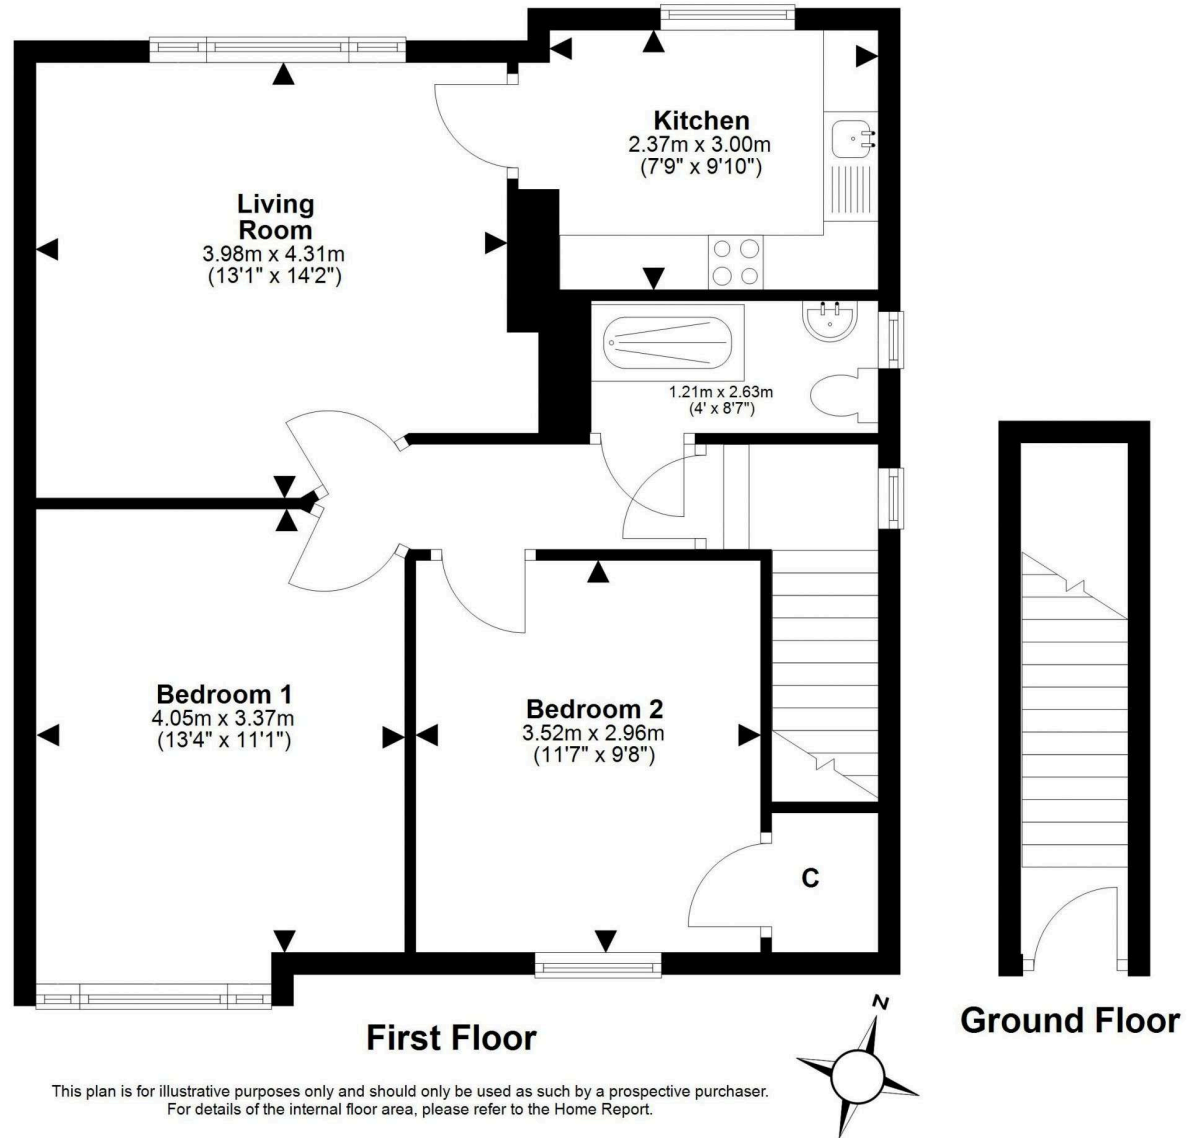 Kitchen
2.37m x 3.00m
(7'9" x 9'10")
Living
Room
3.98m x 4.31m
(13'1" x 14'2")
1.21m x 2.63m
(4' x 8'7")
Bedroom 1
4.05m x 3.37m
(13'4" x 11'1")
Bedroom 2
3.52m x 2.96m
(11'7" x 9'8")
C
N
First Floor
Ground Floor
This plan is for illustrative purposes only and should only be used as such by a prospective purchaser.
For details of the internal floor area, please refer to the Home Report.